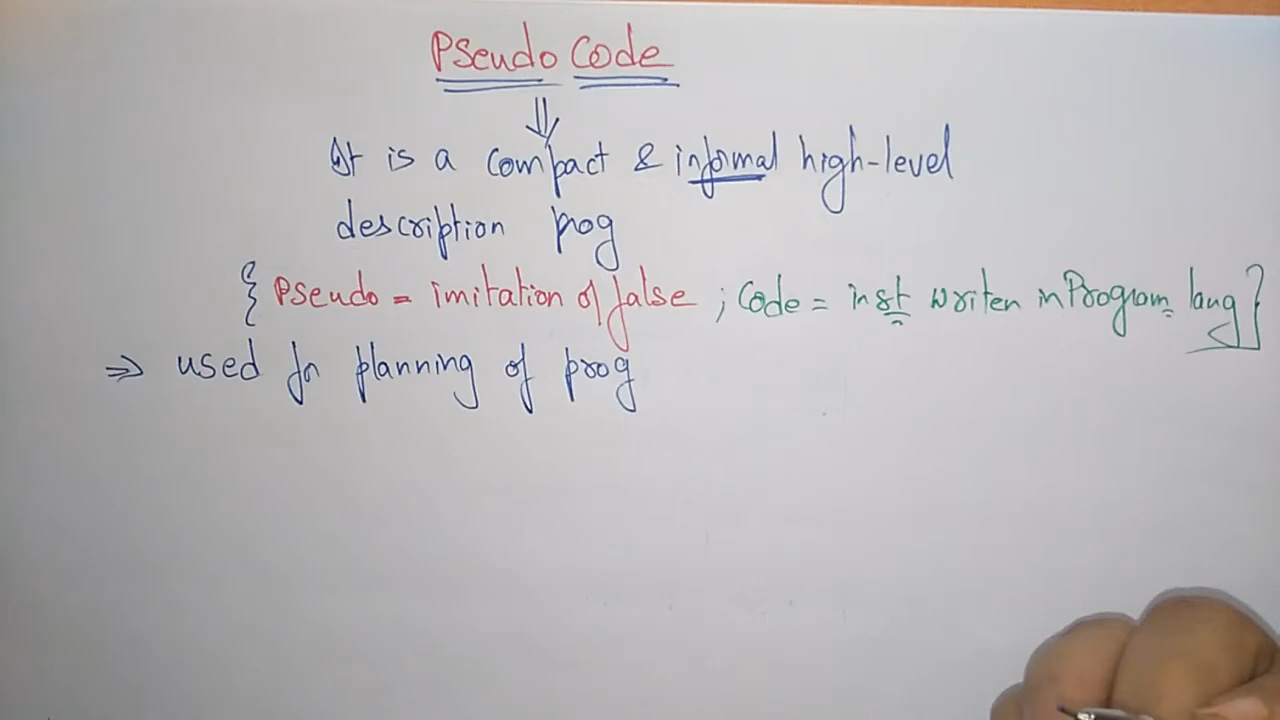 Pseudo Code
⇓
It is a compact & informal high-level
description prog
{ Pseudo = imitation of false ; Code = inst writen in Program lang }
⇒ used for planning of prog